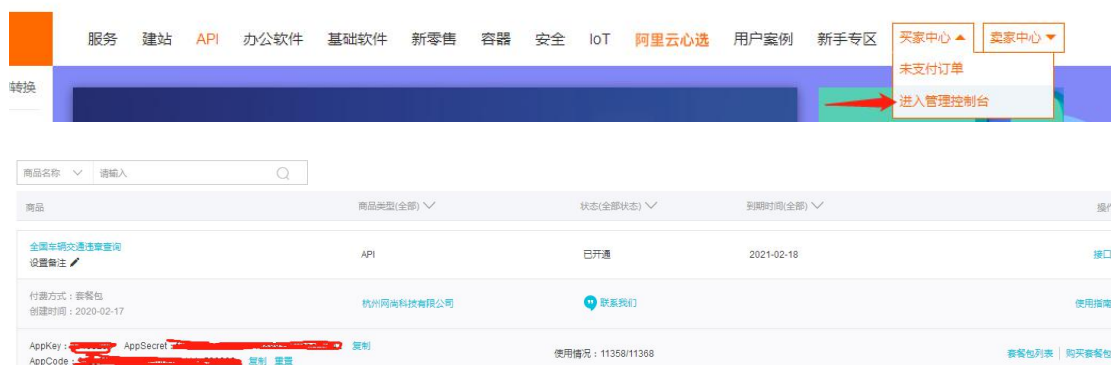 服务 建站 API 办公软件 基础软件 新零售 容器 安全 IoT 阿里云心选 用户案例 新手专区 买家中心 卖家中心
转换
未支付订单
进入管理控制台
商品名称 请输入
商品 商品类型(全部) 状态(全部状态) 到期时间(全部) 操作
全国车辆交通违章查询 API 已开通 2021-02-18 接口
设置备注
付费方式：套餐包 杭州网尚科技有限公司 联系我们 使用指南
创建时间：2020-02-17
AppKey： AppSecret 复制 使用情况：11358/11368 套餐包列表 购买套餐包
AppCode： 复制 重置